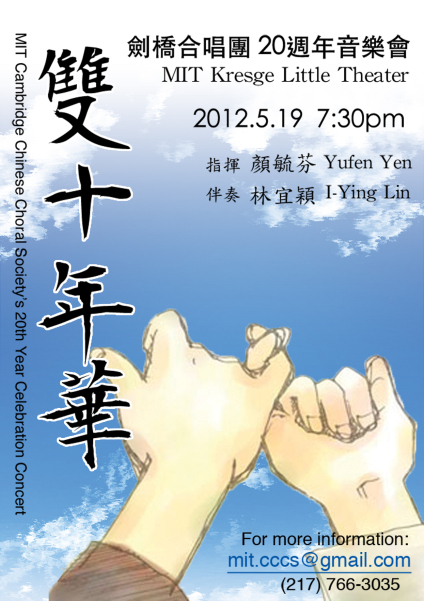 劍橋合唱團 20週年音樂會
MIT Kresge Little Theater
2012.5.19 7:30pm
指揮 顏毓芬 Yufen Yen
伴奏 林宜穎 I-Ying Lin
雙十年華
MIT Cambridge Chinese Choral Society's 20th Year Celebration Concert
For more information:
mit.cccs@gmail.com
(217) 766-3035